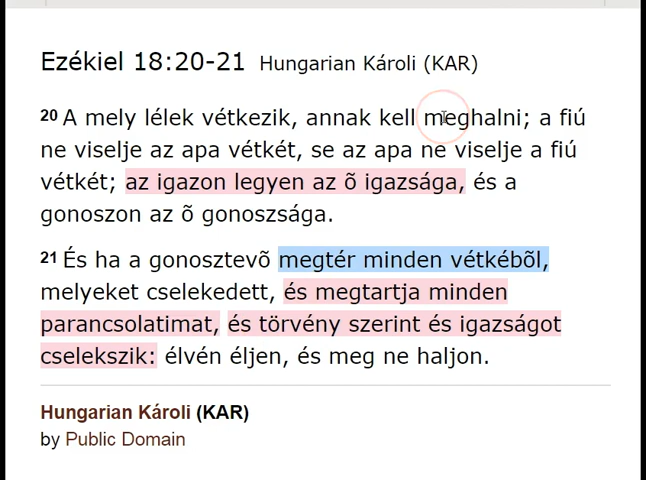 Ezékiel 18:20-21 Hungarian Károli (KAR)
20 A mely lélek vétkezik, annak kell meghalni; a fiú
ne viselje az apa vétkét, se az apa ne viselje a fiú
vétkét; az igazon legyen az õ igazsága, és a
gonoszon az õ gonoszsága.
21 És ha a gonosztevõ megtér minden vétkébõl,
melyeket cselekedett, és megtartja minden
parancsolatimat, és törvény szerint és igazságot
cselekszik: élvén éljen, és meg ne haljon.
Hungarian Károli (KAR)
by Public Domain